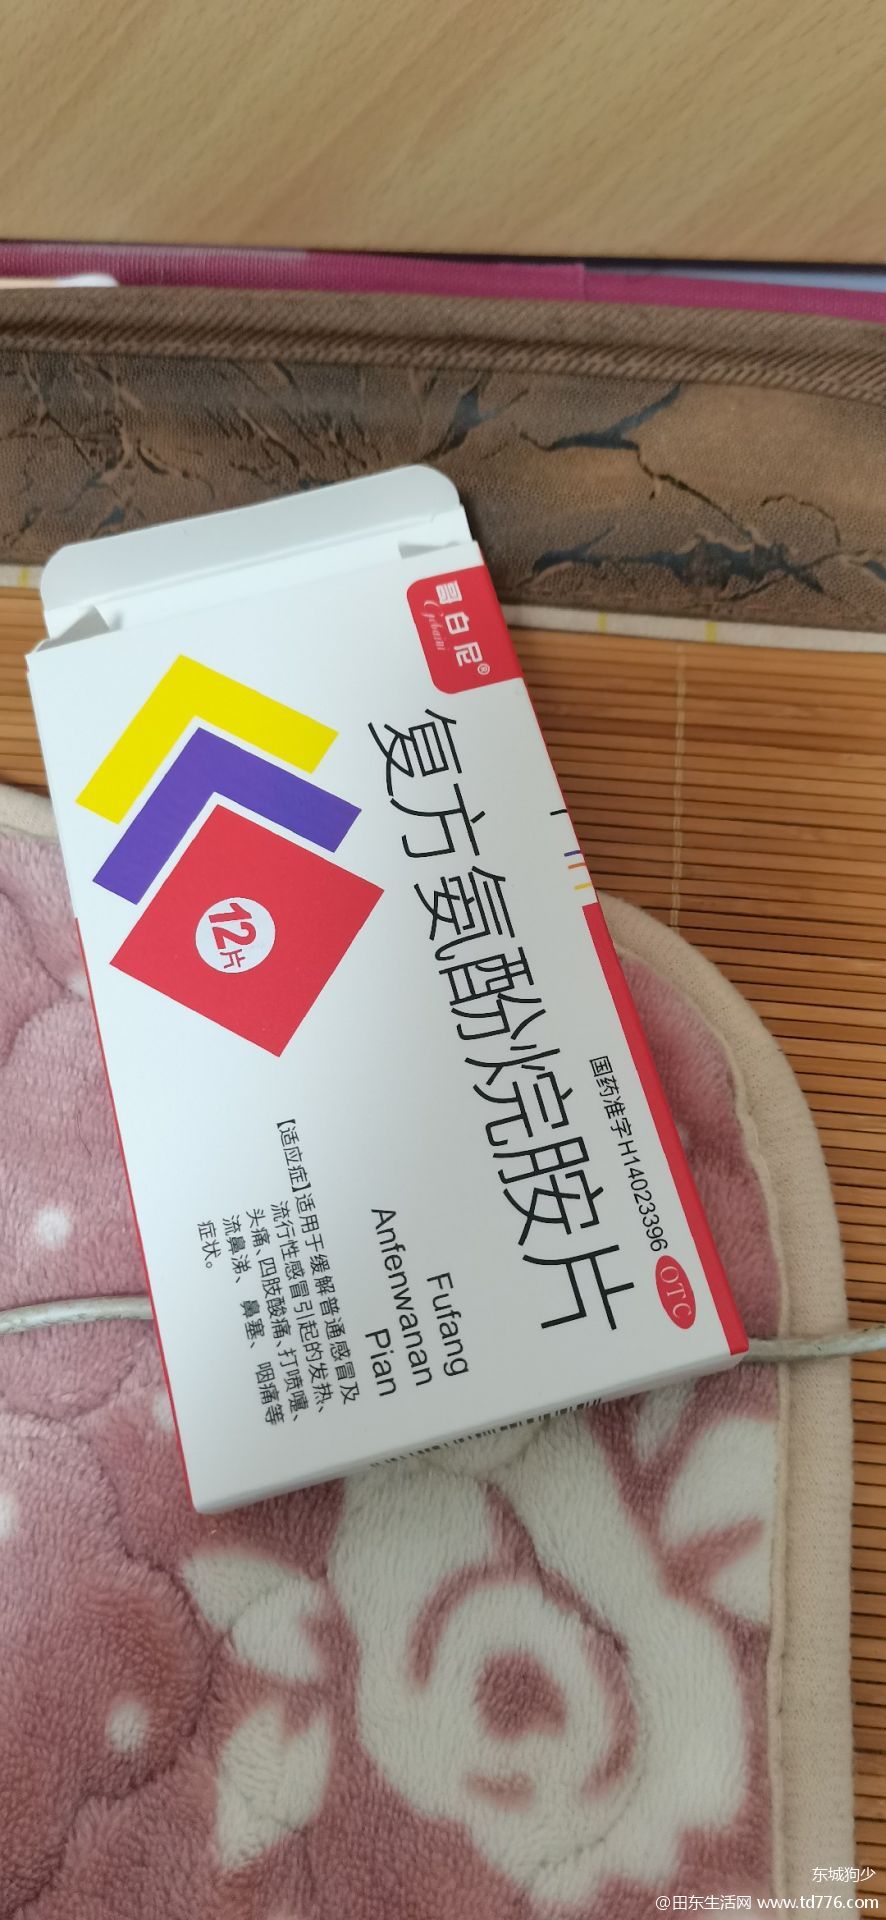 哥白尼®
Gebaini
复方氨酚烷胺片
国药准字H14023396
OTC
Fufang
Anfenwanan
Pian
12片
【适应症】适用于缓解普通感冒及
流行性感冒引起的发热、
头痛、四肢酸痛、打喷嚏、
流鼻涕、鼻塞、咽痛等
症状。
东城狗少
@田东生活网 www.td776.com